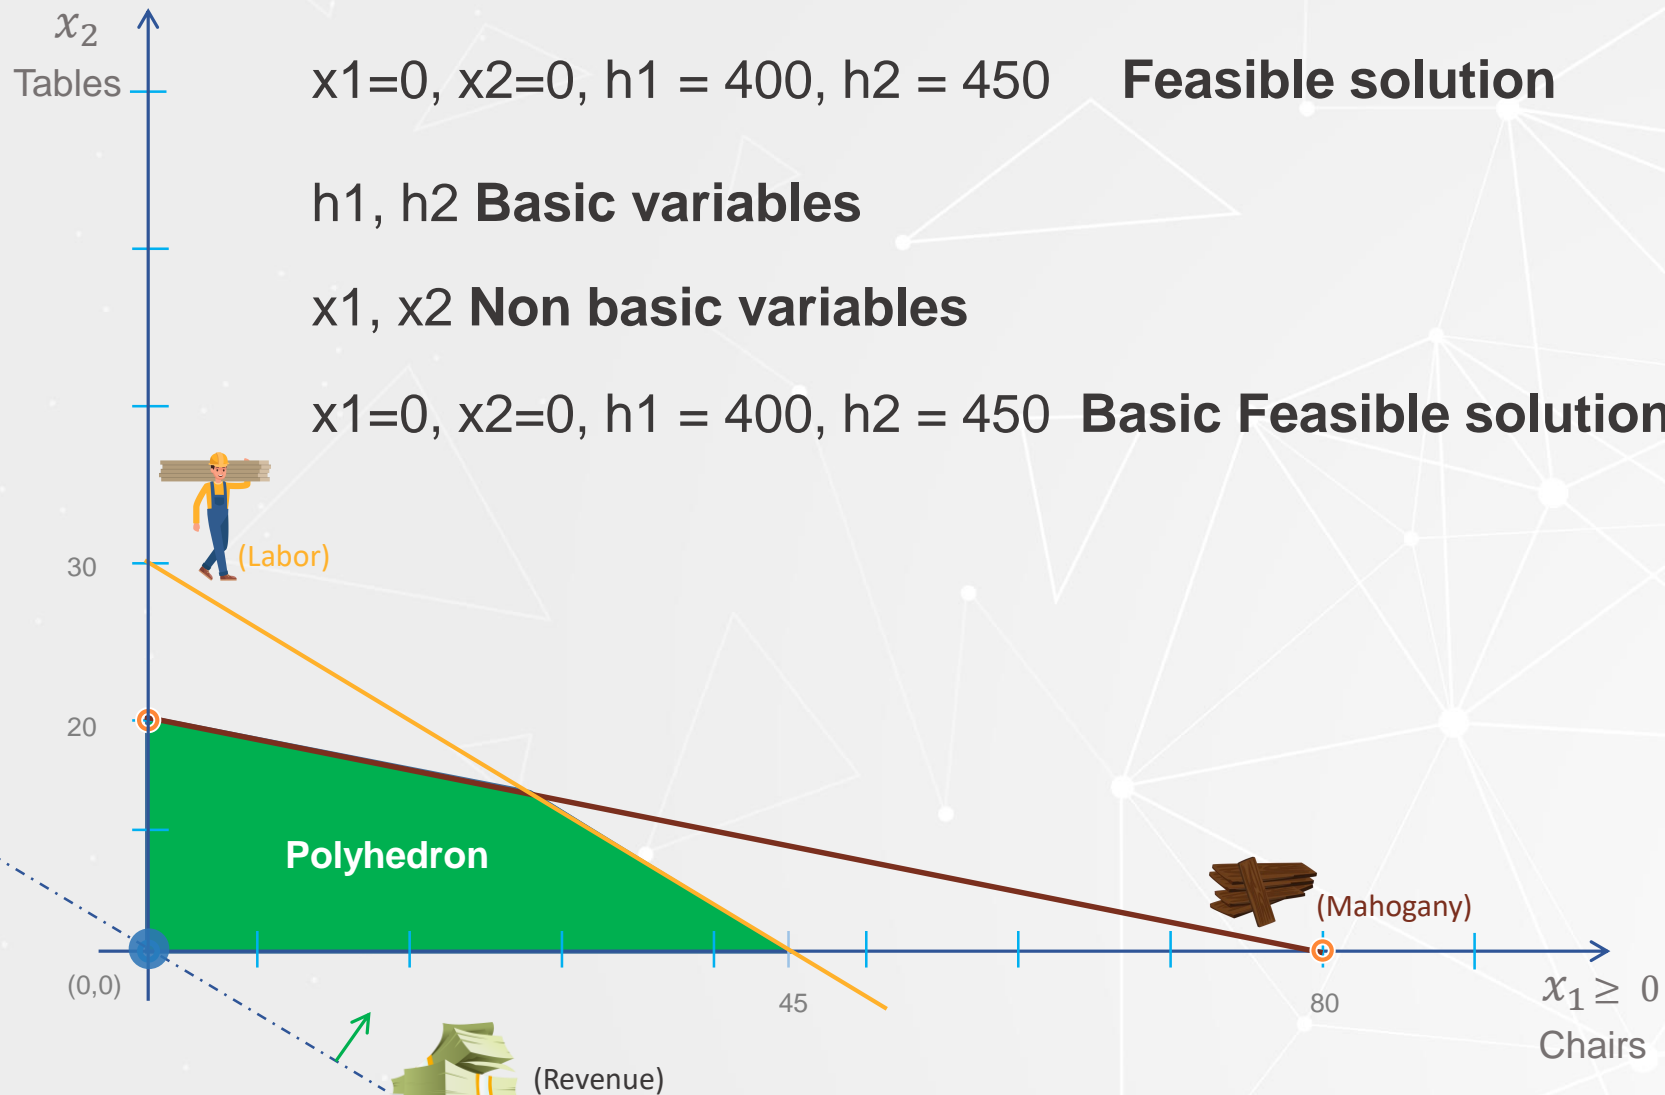 x₂
Tables
x1=0, x2=0, h1 = 400, h2 = 450 Feasible solution
h1, h2 Basic variables
x1, x2 Non basic variables
x1=0, x2=0, h1 = 400, h2 = 450 Basic Feasible solution
(Labor)
30
20
Polyhedron
(Mahogany)
(0,0)
45
80
x₁ ≥ 0
Chairs
(Revenue)